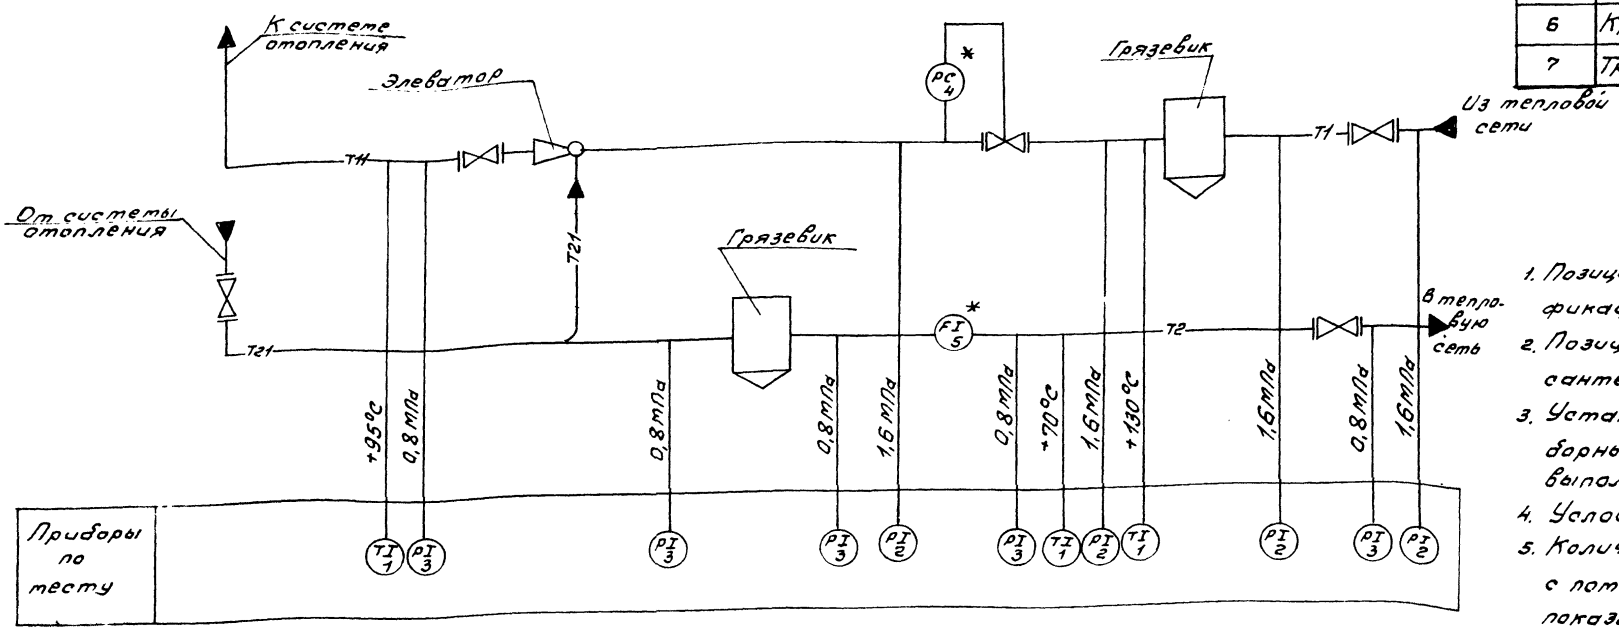 К системе
отопления
Элеватор
PC
4
*
Грязевик
6
7
Из тепловой
сети
Т11
Т1
От системы
отопления
Т21
Грязевик
FI
5
*
Т2
В тепло-
вую
сеть
Т21
+95°С
0,8 МПа
0,8 МПа
0,8 МПа
1,6 МПа
0,8 МПа
+70°С
1,6 МПа
+130°С
1,6 МПа
0,8 МПа
1,6 МПа
Приборы
по
месту
TI
1
PI
3
PI
3
PI
3
PI
2
PI
3
TI
1
PI
2
TI
1
PI
2
PI
3
PI
2
1. Позиц
фикац
2. Позиц
санте
3. Уста
борны
выпол
4. Услов
5. Колич
с пот
показ